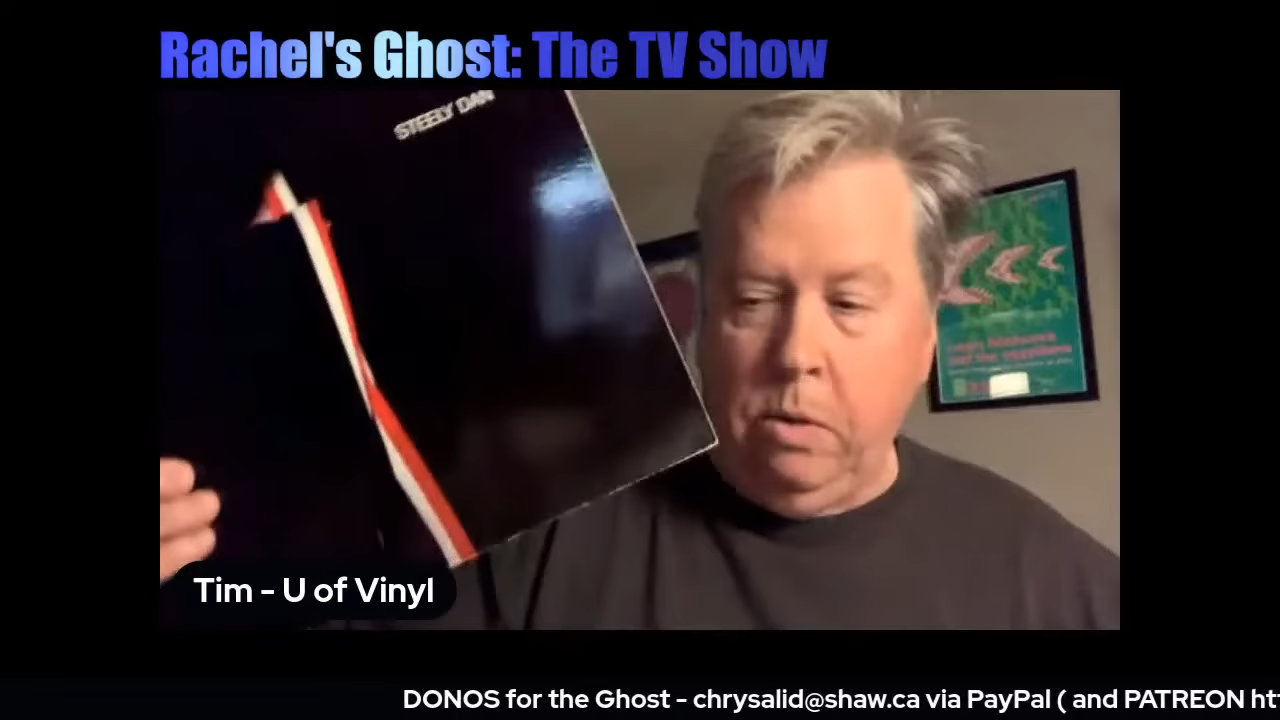 Rachel's Ghost: The TV Show
STEELY DAN
Tim - U of Vinyl
DONOS for the Ghost - chrysalid@shaw.ca via PayPal ( and PATREON htt